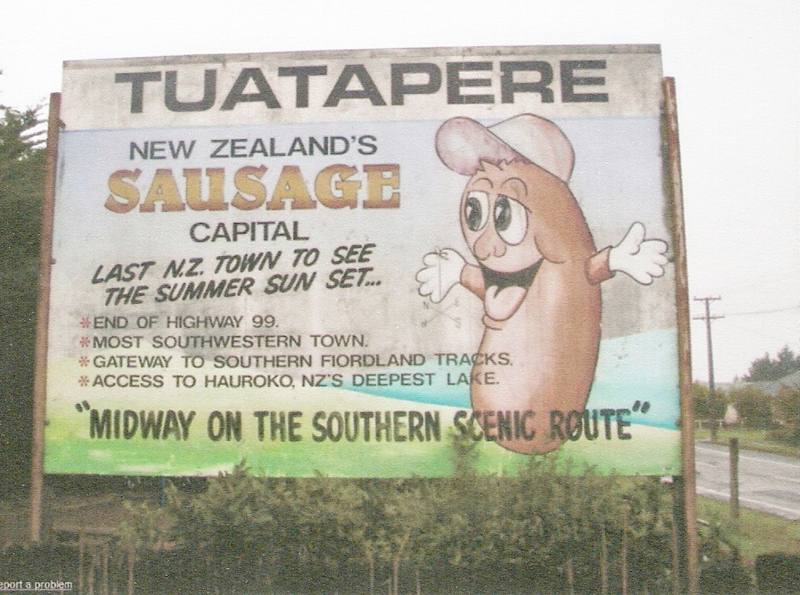 TUATAPERE
NEW ZEALAND'S
SAUSAGE
CAPITAL
LAST N.Z. TOWN TO SEE
THE SUMMER SUN SET...
*END OF HIGHWAY 99.
*MOST SOUTHWESTERN TOWN.
*GATEWAY TO SOUTHERN FIORDLAND TRACKS.
*ACCESS TO HAUROKO, NZ'S DEEPEST LAKE.
"MIDWAY ON THE SOUTHERN SCENIC ROUTE"
eport a problem